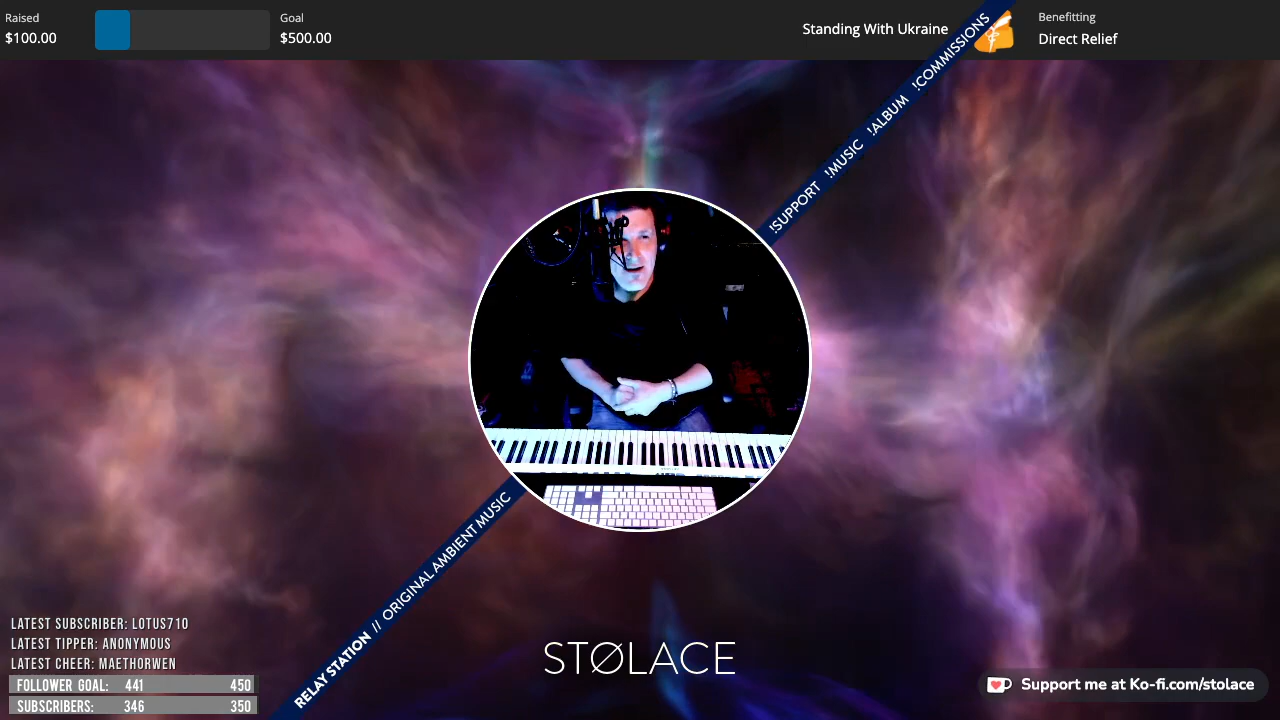 Raised
$100.00
Goal
$500.00
Standing With Ukraine
Benefitting
Direct Relief
!SUPPORT !MUSIC !ALBUM !COMMISSIONS
RELAY STATION // ORIGINAL AMBIENT MUSIC
STØLACE
LATEST SUBSCRIBER: LOTUS710
LATEST TIPPER: ANONYMOUS
LATEST CHEER: MAETHORWEN
FOLLOWER GOAL: 441 450
SUBSCRIBERS: 346 350
Support me at Ko-fi.com/stolace